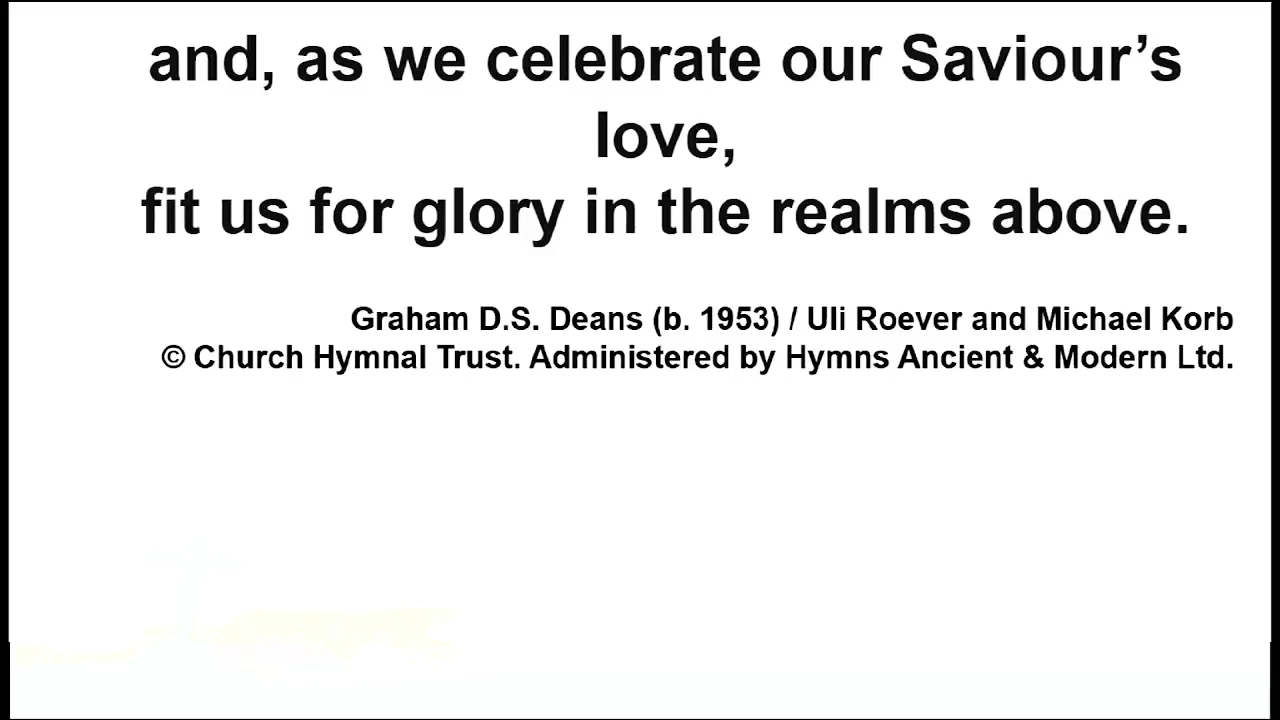 and, as we celebrate our Saviour’s
love,
fit us for glory in the realms above.
Graham D.S. Deans (b. 1953) / Uli Roever and Michael Korb
© Church Hymnal Trust. Administered by Hymns Ancient & Modern Ltd.